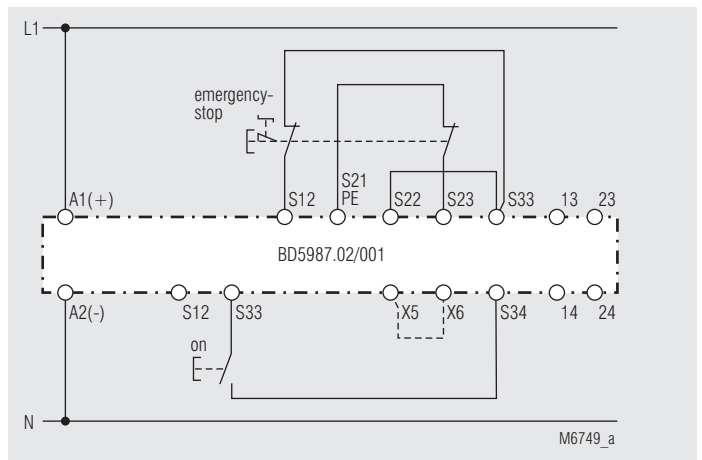 L1
emergency-
stop
A1(+)
S12
S21
PE
S22
S23
S33
13
23
BD5987.02/001
A2(-)
S12
S33
X5
X6
S34
14
24
on
N
M6749_a